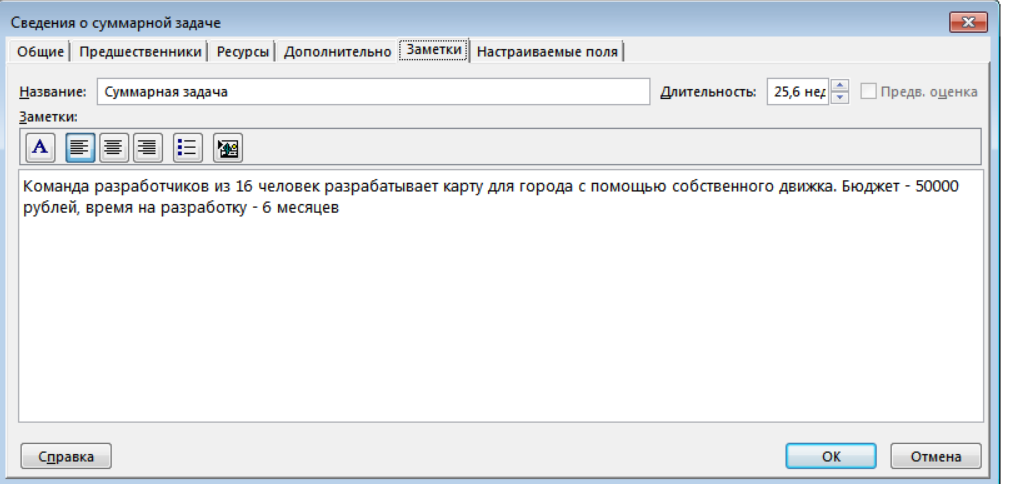 Сведения о суммарной задаче
Общие Предшественники Ресурсы Дополнительно Заметки Настраиваемые поля
Название: Суммарная задача Длительность: 25,6 нед Предв. оценка
Заметки:
A
Команда разработчиков из 16 человек разрабатывает карту для города с помощью собственного движка. Бюджет - 50000
рублей, время на разработку - 6 месяцев
Справка ОК Отмена